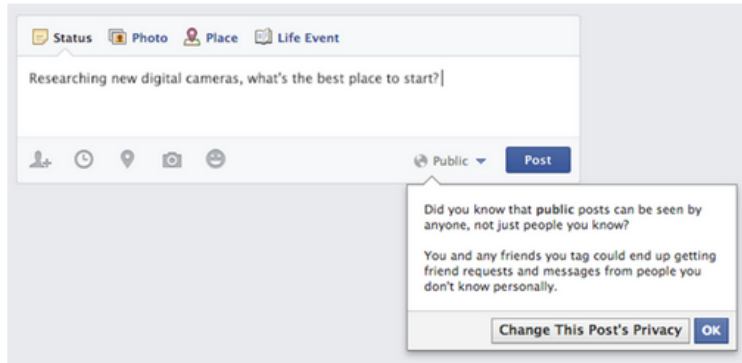 Status Photo Place Life Event
Researching new digital cameras, what's the best place to start?
Public Post
Did you know that public posts can be seen by
anyone, not just people you know?
You and any friends you tag could end up getting
friend requests and messages from people you
don't know personally.
Change This Post's Privacy OK